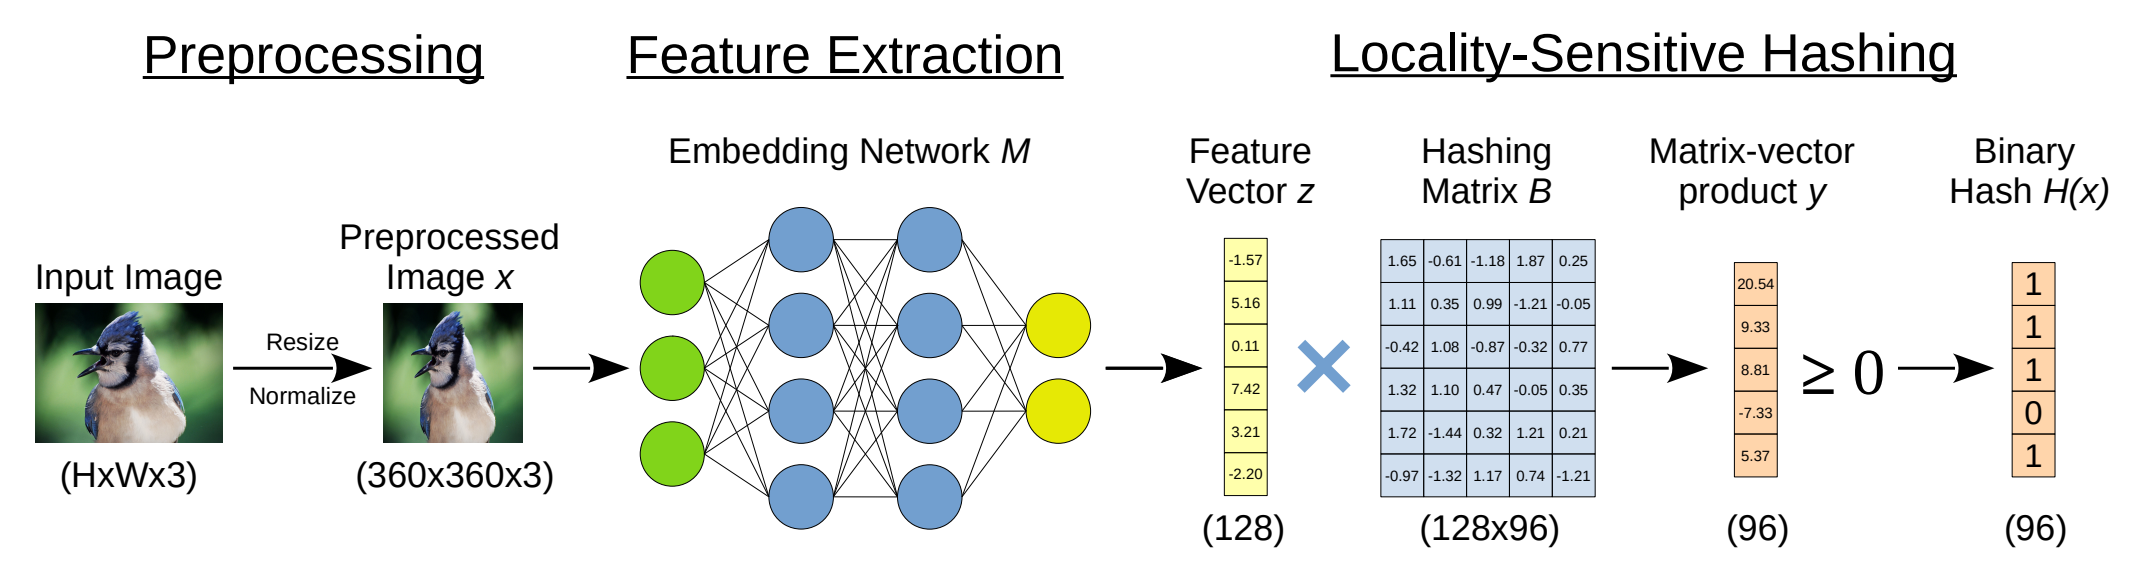 Preprocessing
Feature Extraction
Locality-Sensitive Hashing
Input Image
(HxWx3)
Resize
Normalize
Preprocessed
Image x
(360x360x3)
Embedding Network M
Feature
Vector z
-1.57
5.16
0.11
7.42
3.21
-2.20
(128)
Hashing
Matrix B
1.65 -0.61 -1.18 1.87 0.25
1.11 0.35 0.99 -1.21 -0.05
-0.42 1.08 -0.87 -0.32 0.77
1.32 1.10 0.47 -0.05 0.35
1.72 -1.44 0.32 1.21 0.21
-0.97 -1.32 1.17 0.74 -1.21
(128x96)
Matrix-vector
product y
20.54
9.33
8.81
-7.33
5.37
(96)
≥ 0
Binary
Hash H(x)
1
1
1
0
1
(96)